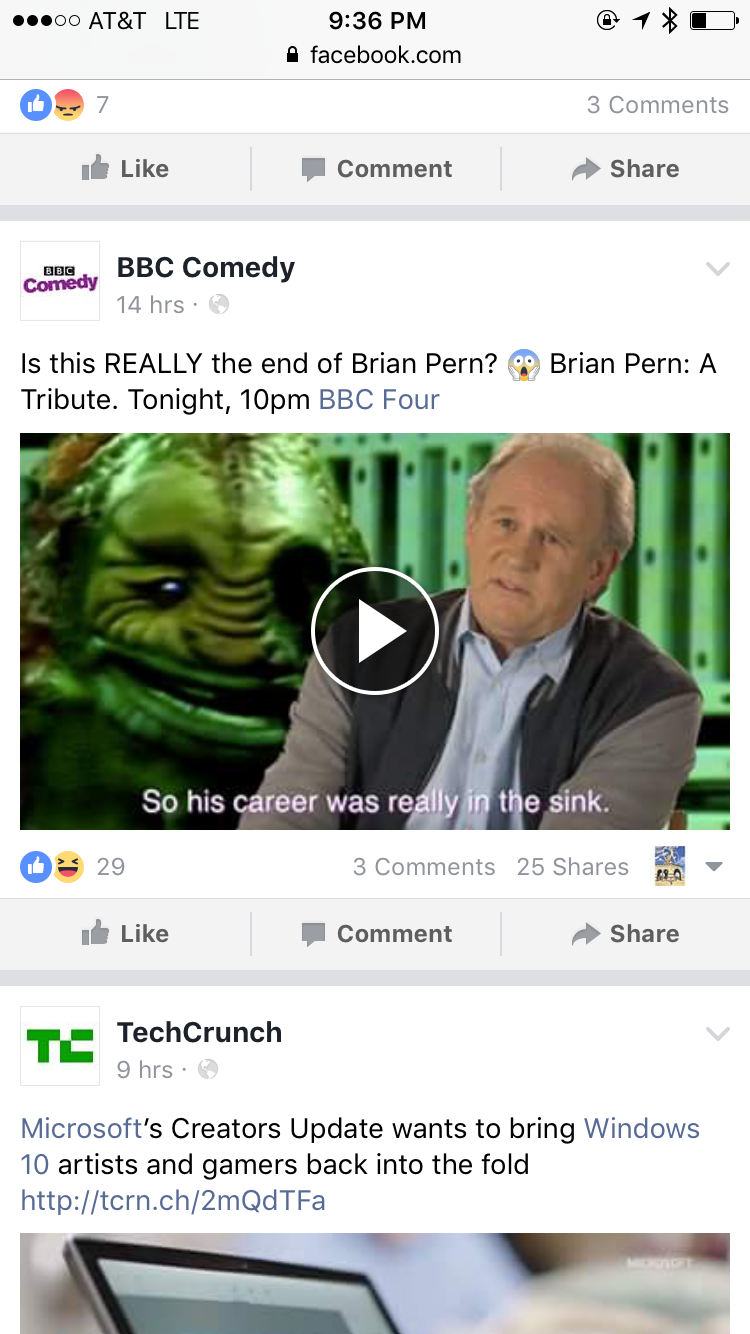 AT&T LTE 9:36 PM
facebook.com
7 3 Comments
Like Comment Share
BBC
Comedy
BBC Comedy
14 hrs ·
Is this REALLY the end of Brian Pern? 😱 Brian Pern: A
Tribute. Tonight, 10pm BBC Four
So his career was really in the sink.
29 3 Comments 25 Shares
Like Comment Share
TC
TechCrunch
9 hrs ·
Microsoft's Creators Update wants to bring Windows
10 artists and gamers back into the fold
http://tcrn.ch/2mQdTFa
MICROSOFT